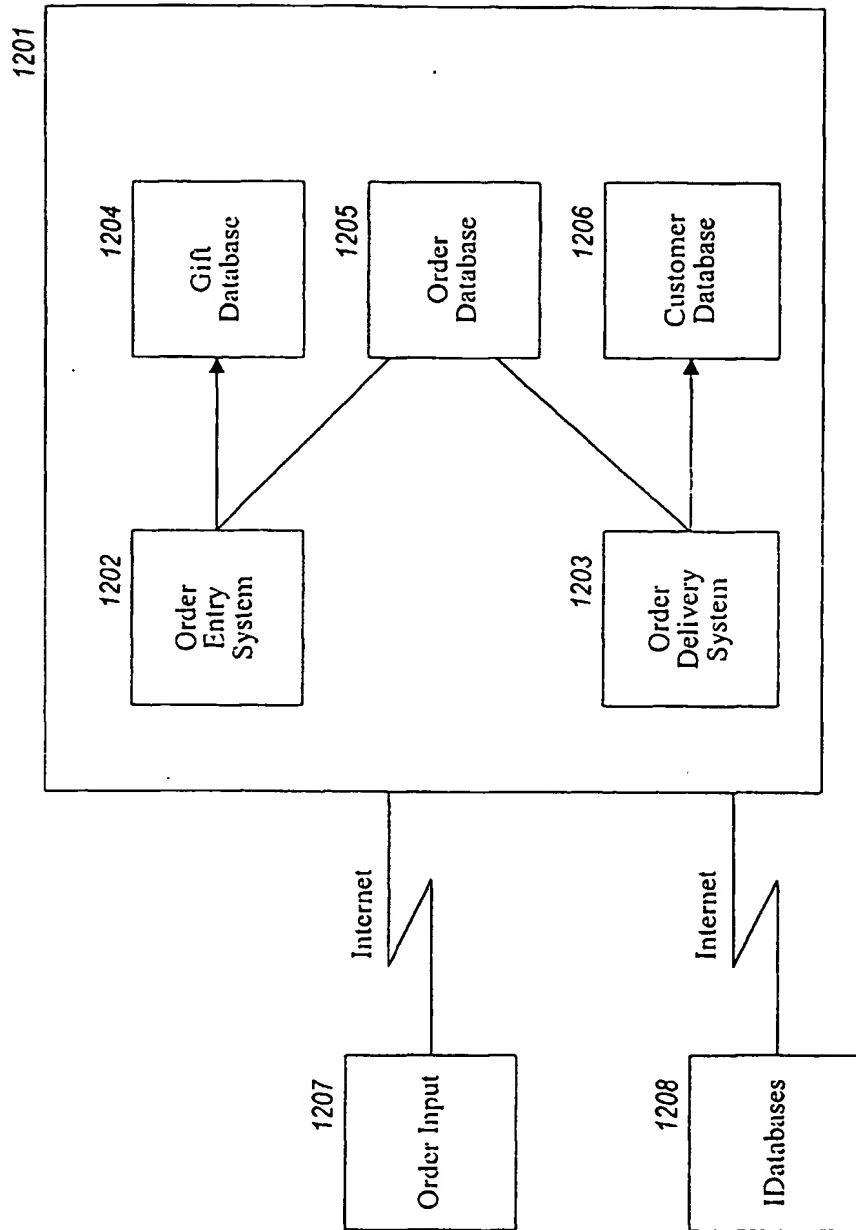 1201
1202
Order
Entry
System
1204
Gift
Database
1205
Order
Database
1203
Order
Delivery
System
1206
Customer
Database
1207
Order Input
Internet
1208
IDatabases
Internet